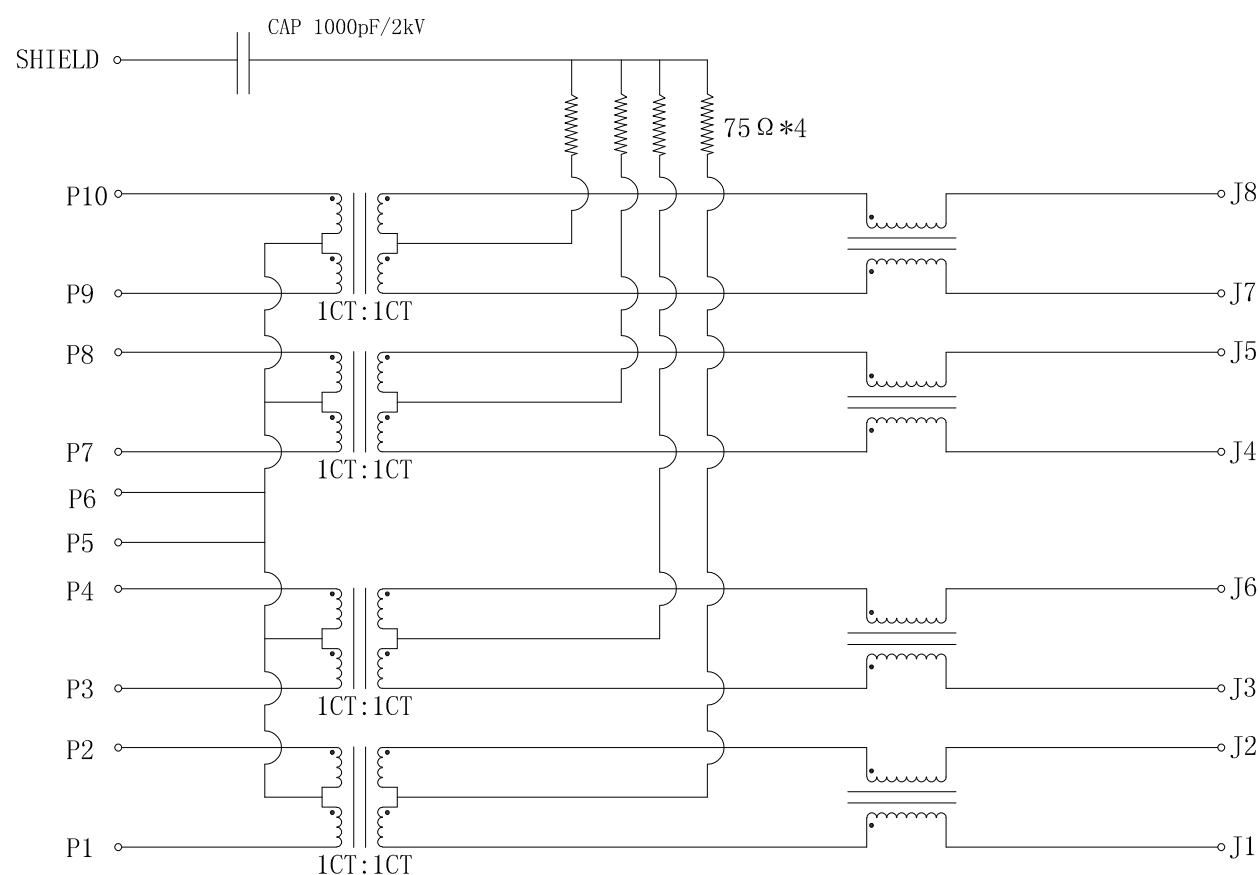 CAP 1000pF/2kV
SHIELD
75Ω*4
P10
J8
P9
J7
1CT:1CT
P8
J5
P7
J4
1CT:1CT
P6
P5
P4
J6
P3
J3
1CT:1CT
P2
J2
P1
J1
1CT:1CT